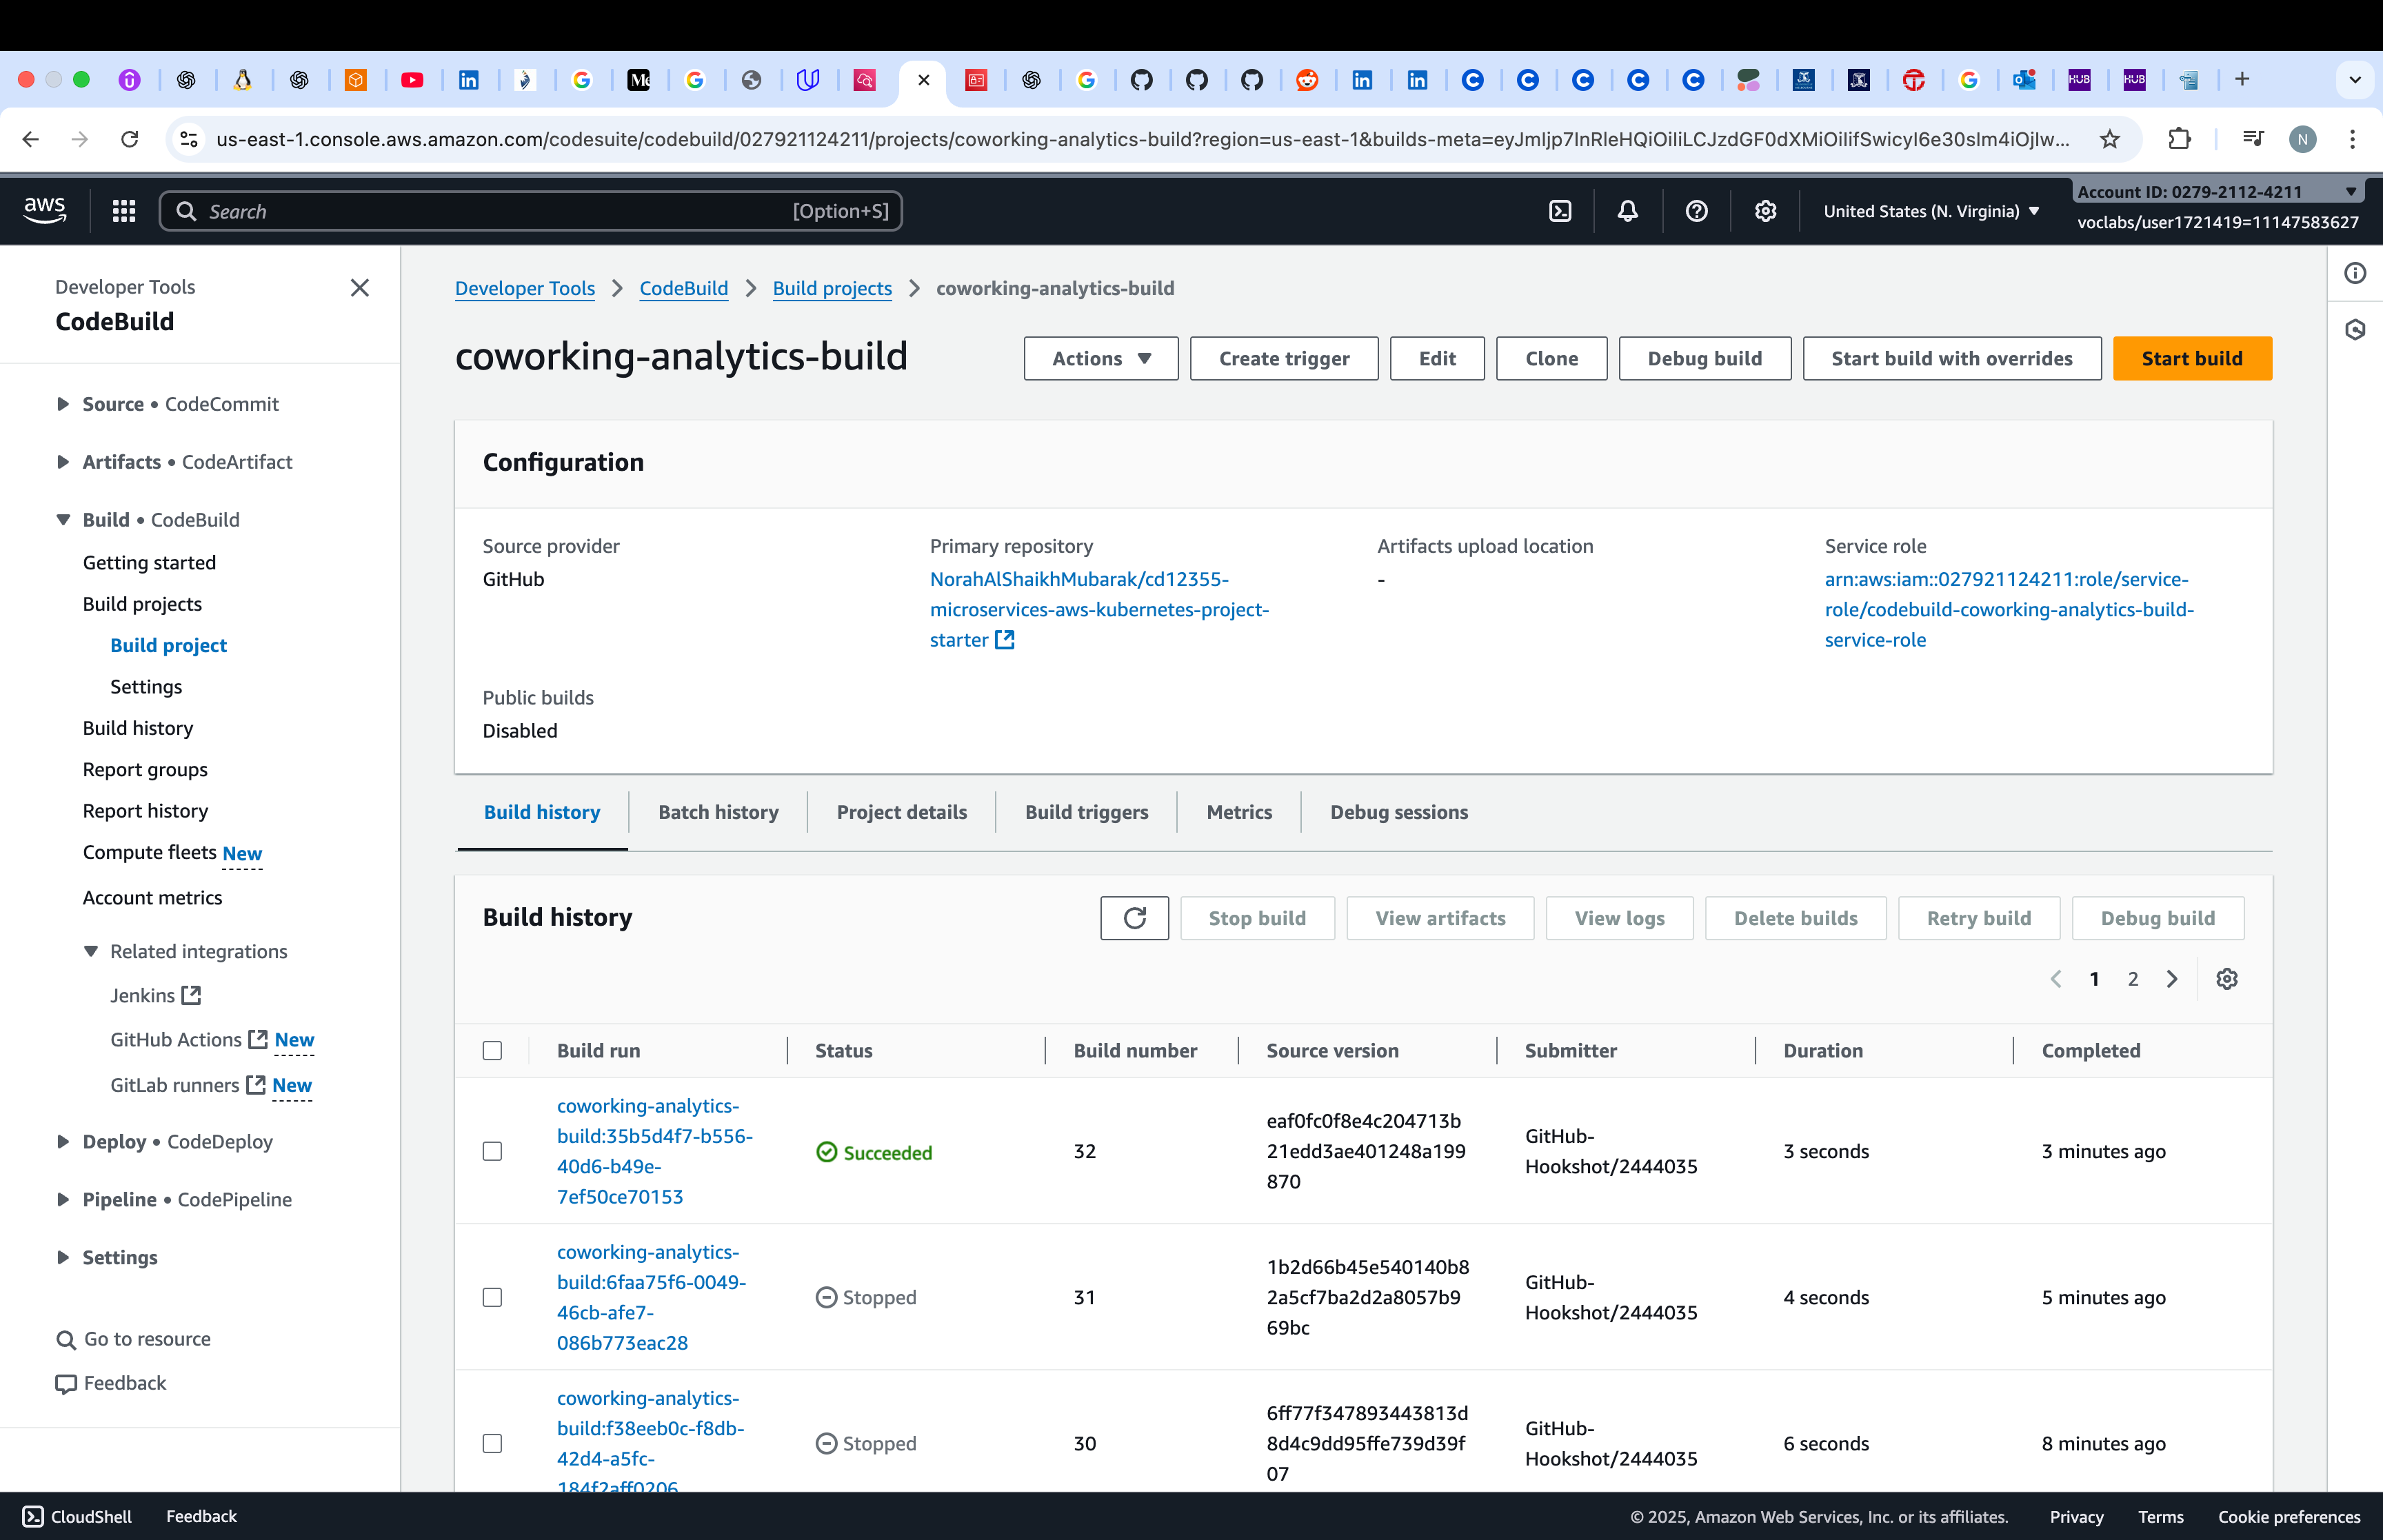 us-east-1.console.aws.amazon.com/codesuite/codebuild/027921124211/projects/coworking-analytics-build?region=us-east-1&builds-meta=eyJmIjp7InRleHQiOiIiLCJzdGF0dXMiOiIifSwicyI6e30sIm4iOjIw...
N
aws
Search
[Option+S]
United States (N. Virginia)
Account ID: 0279-2112-4211
voclabs/user1721419=11147583627
Developer Tools
CodeBuild
Source • CodeCommit
Artifacts • CodeArtifact
Build • CodeBuild
Getting started
Build projects
Build project
Settings
Build history
Report groups
Report history
Compute fleets New
Account metrics
Related integrations
Jenkins
GitHub Actions New
GitLab runners New
Deploy • CodeDeploy
Pipeline • CodePipeline
Settings
Go to resource
Feedback
Developer Tools
CodeBuild
Build projects
coworking-analytics-build
coworking-analytics-build
Actions
Create trigger
Edit
Clone
Debug build
Start build with overrides
Start build
Configuration
Source provider
GitHub
Primary repository
NorahAlShaikhMubarak/cd12355-
microservices-aws-kubernetes-project-
starter
Artifacts upload location
-
Service role
arn:aws:iam::027921124211:role/service-
role/codebuild-coworking-analytics-build-
service-role
Public builds
Disabled
Build history
Batch history
Project details
Build triggers
Metrics
Debug sessions
Build history
Stop build
View artifacts
View logs
Delete builds
Retry build
Debug build
1
2
Build run
Status
Build number
Source version
Submitter
Duration
Completed
coworking-analytics-
build:35b5d4f7-b556-
40d6-b49e-
7ef50ce70153
Succeeded
32
eaf0fc0f8e4c204713b
21edd3ae401248a199
870
GitHub-
Hookshot/2444035
3 seconds
3 minutes ago
coworking-analytics-
build:6faa75f6-0049-
46cb-afe7-
086b773eac28
Stopped
31
1b2d66b45e540140b8
2a5cf7ba2d2a8057b9
69bc
GitHub-
Hookshot/2444035
4 seconds
5 minutes ago
coworking-analytics-
build:f38eeb0c-f8db-
42d4-a5fc-
184f2aff0206
Stopped
30
6ff77f347893443813d
8d4c9dd95ffe739d39f
07
GitHub-
Hookshot/2444035
6 seconds
8 minutes ago
CloudShell
Feedback
© 2025, Amazon Web Services, Inc. or its affiliates.
Privacy
Terms
Cookie preferences